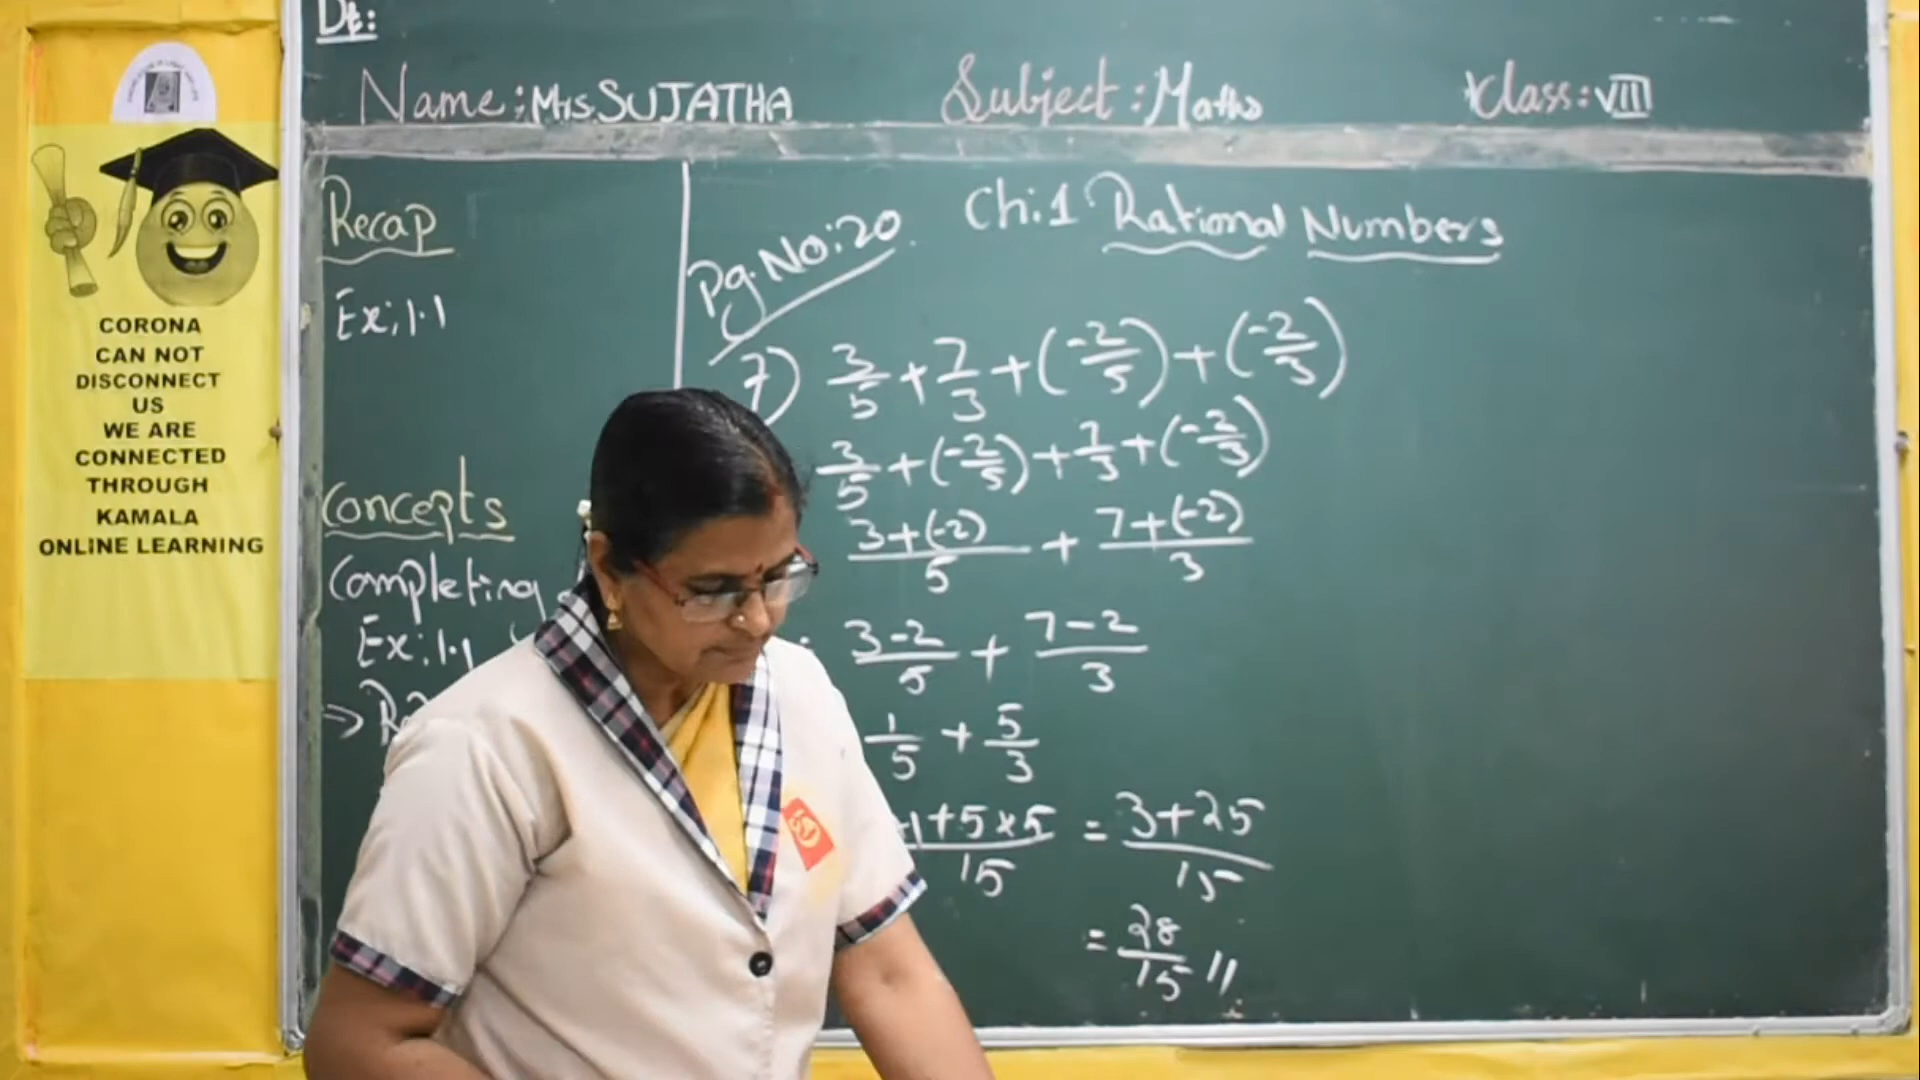 Dt:
Name: Mrs. SUJATHA Subject: Maths Class: VIII
CORONA
CAN NOT
DISCONNECT
US
WE ARE
CONNECTED
THROUGH
KAMALA
ONLINE LEARNING
Recap
Ex: 1.1
Concepts
Completing
Ex: 1.1
⇒
Pg.No: 20
Ch: 1 Rational Numbers
7) 3/5 + 7/3 + (-2/5) + (-2/3)
3/5 + (-2/5) + 7/3 + (-2/3)
3+(-2)/5 + 7+(-2)/3
3-2/5 + 7-2/3
1/5 + 5/3
1+5×5/15 = 3+25/15
= 28/15 //